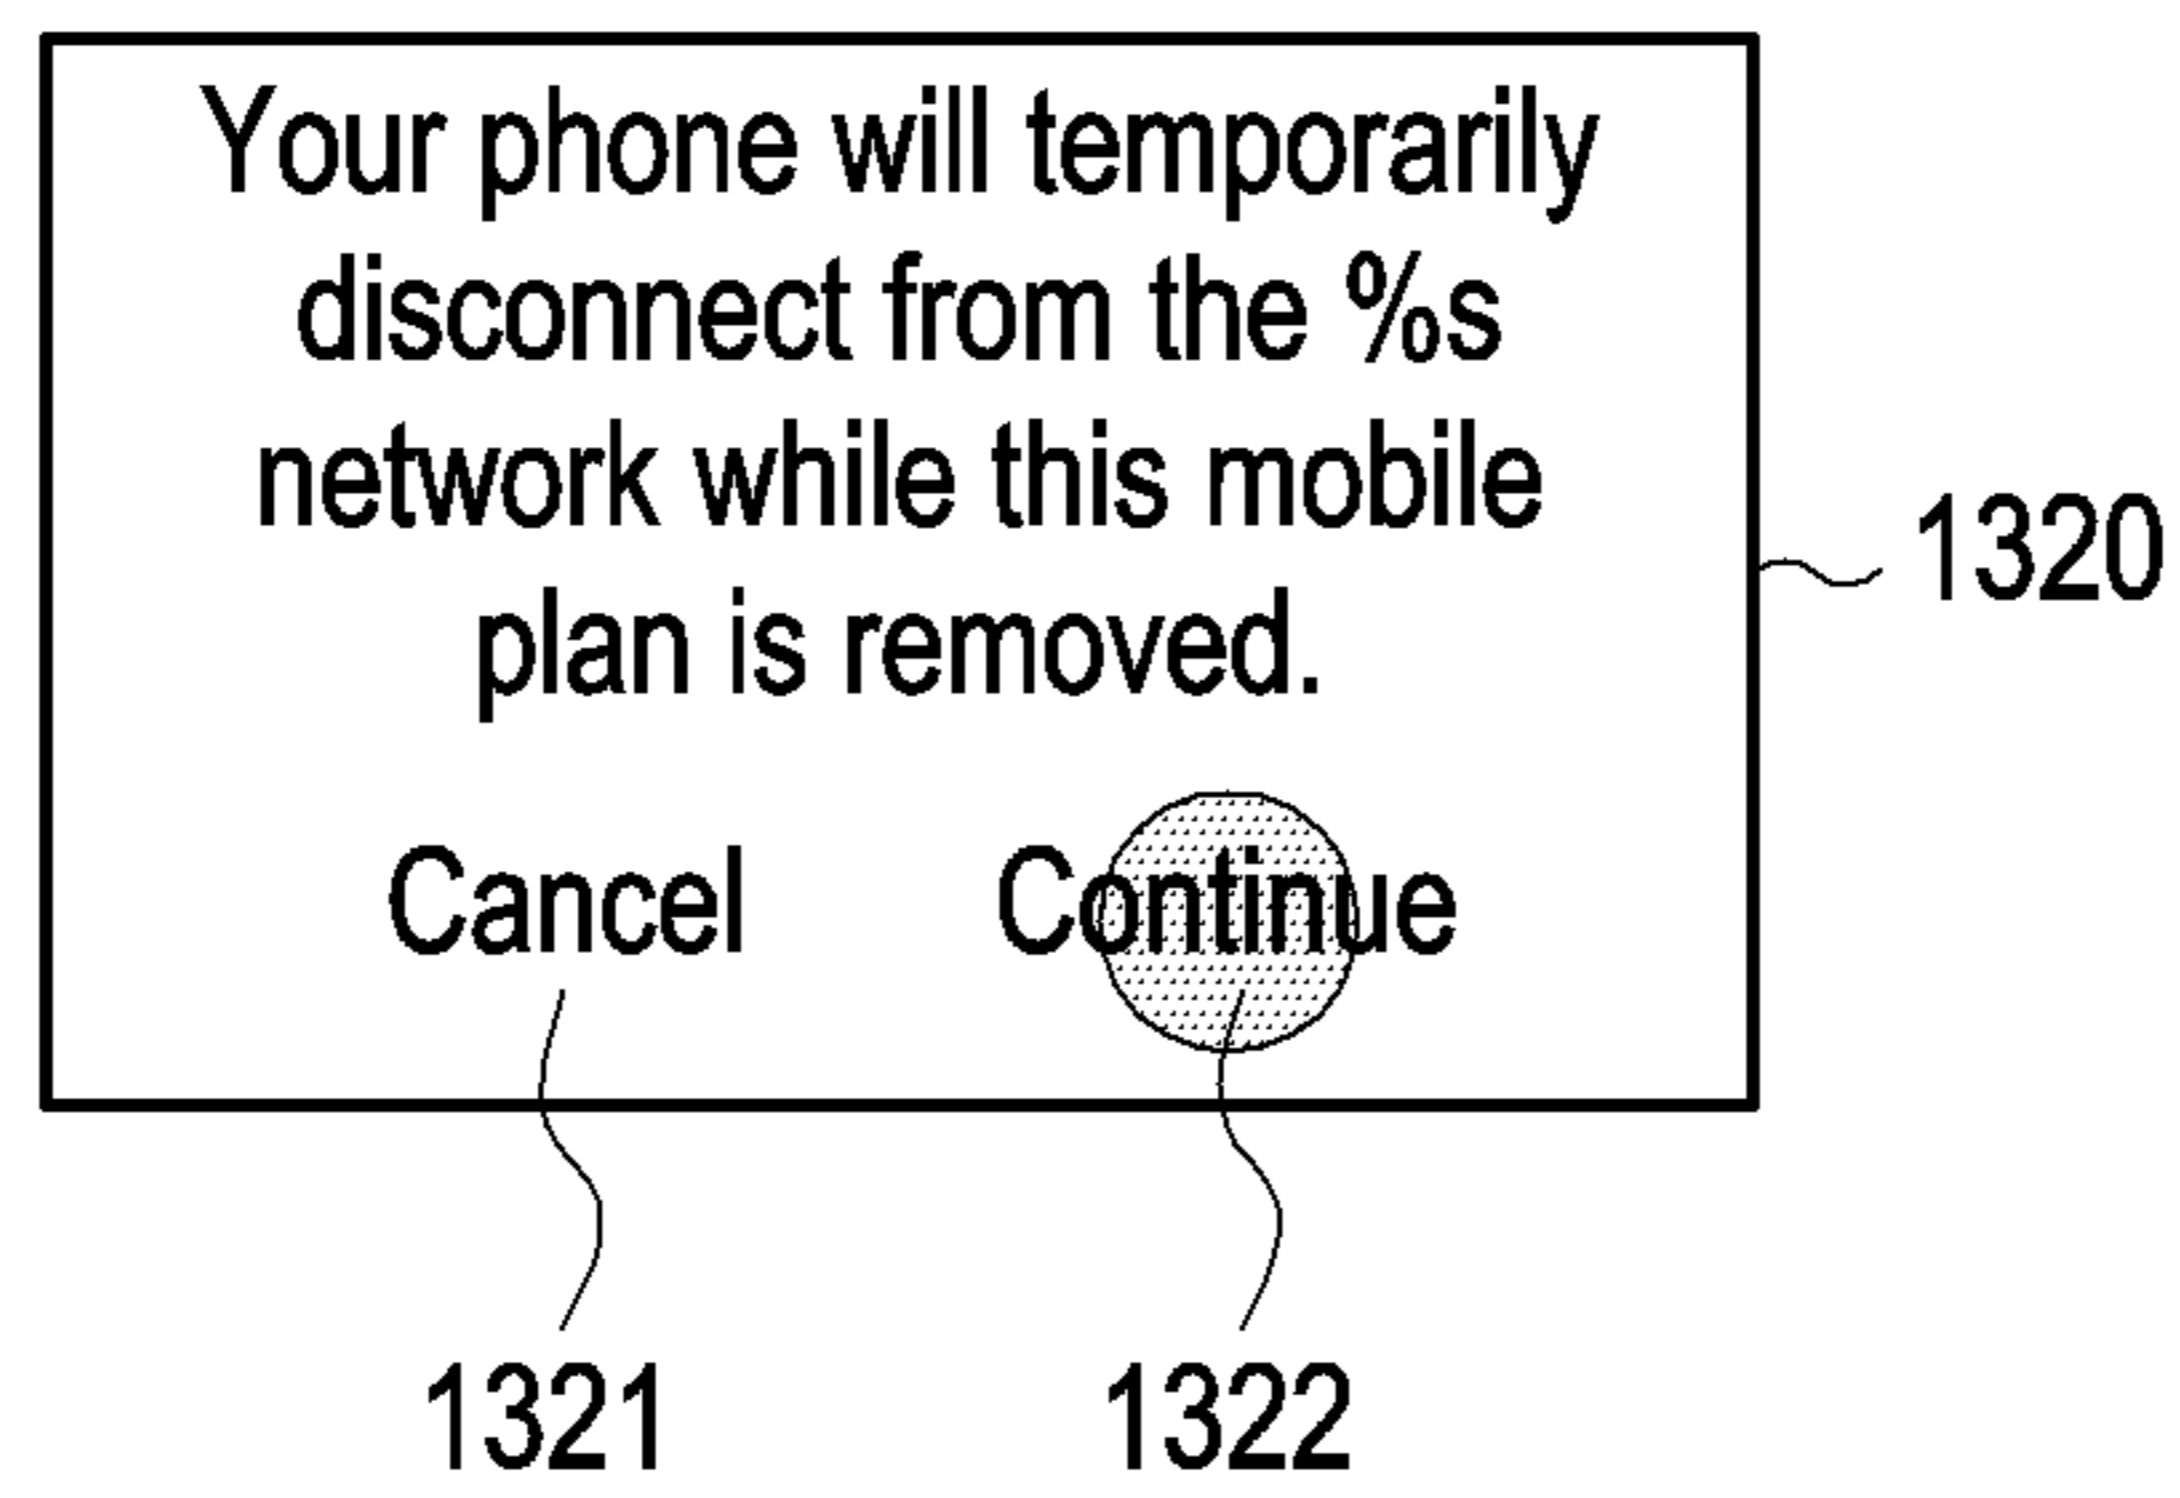 Your phone will temporarily
disconnect from the %s
network while this mobile
plan is removed.
1320
Cancel Continue
1321 1322